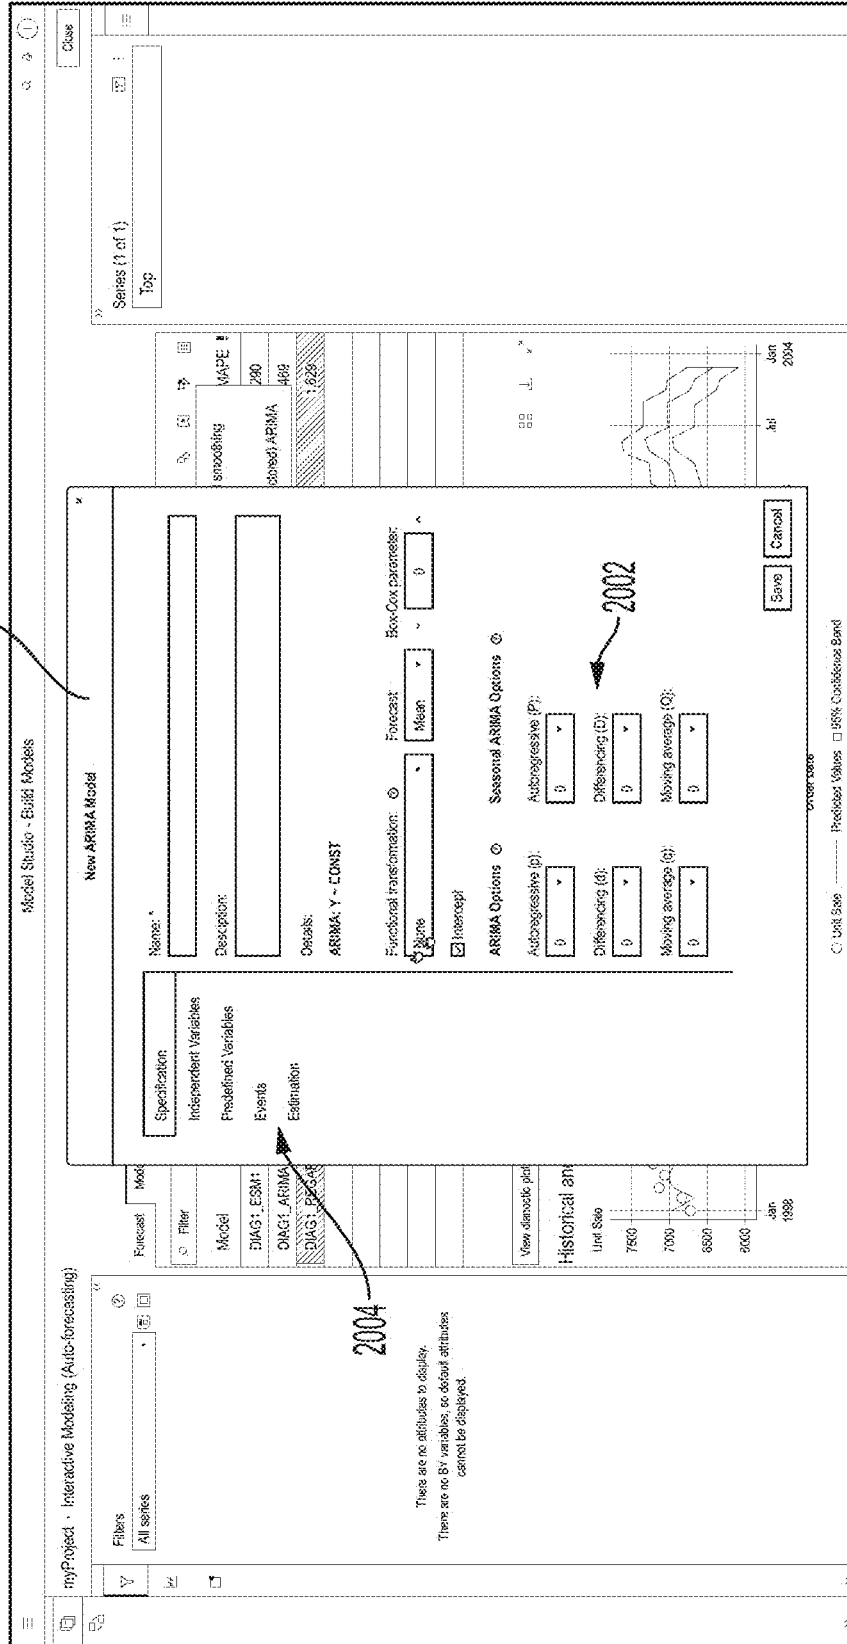 Model Studio - Build Models
myProject · Interactive Modeling (Auto-forecasting)
Close
Filters
All series
There are no attributes to display.
There are no BY variables, so default attributes
cannot be displayed.
Forecast
Filter
Model
MAPE
DIAG1_ESM1
290
DIAG1_ARIMA
469
DIAG1_REGAR
1.629
smoothing
ctored) ARIMA
View dianostic plot
Historical an
Unit Sale
7500
7000
6500
6000
Jan
1998
Jul
Jan
2004
Unit Sale
Predicted Values
95% Confidence Band
Series (1 of 1)
Top
New ARIMA Model
Specification
Independent Variables
Predefined Variables
Events
Estimation
Name: *
Desciption:
Details:
ARIMA: Y ~ CONST
Functional transformation:
Forecast:
Box-Cox parameter:
None
Mean
0
Intercept
ARIMA Options
Seasonal ARIMA Options
Autoregressive (p):
Autoregressive (P):
0
0
Differencing (d):
Differencing (D):
0
0
Moving average (q):
Moving average (Q):
0
0
Save
Cancel
2002
2004